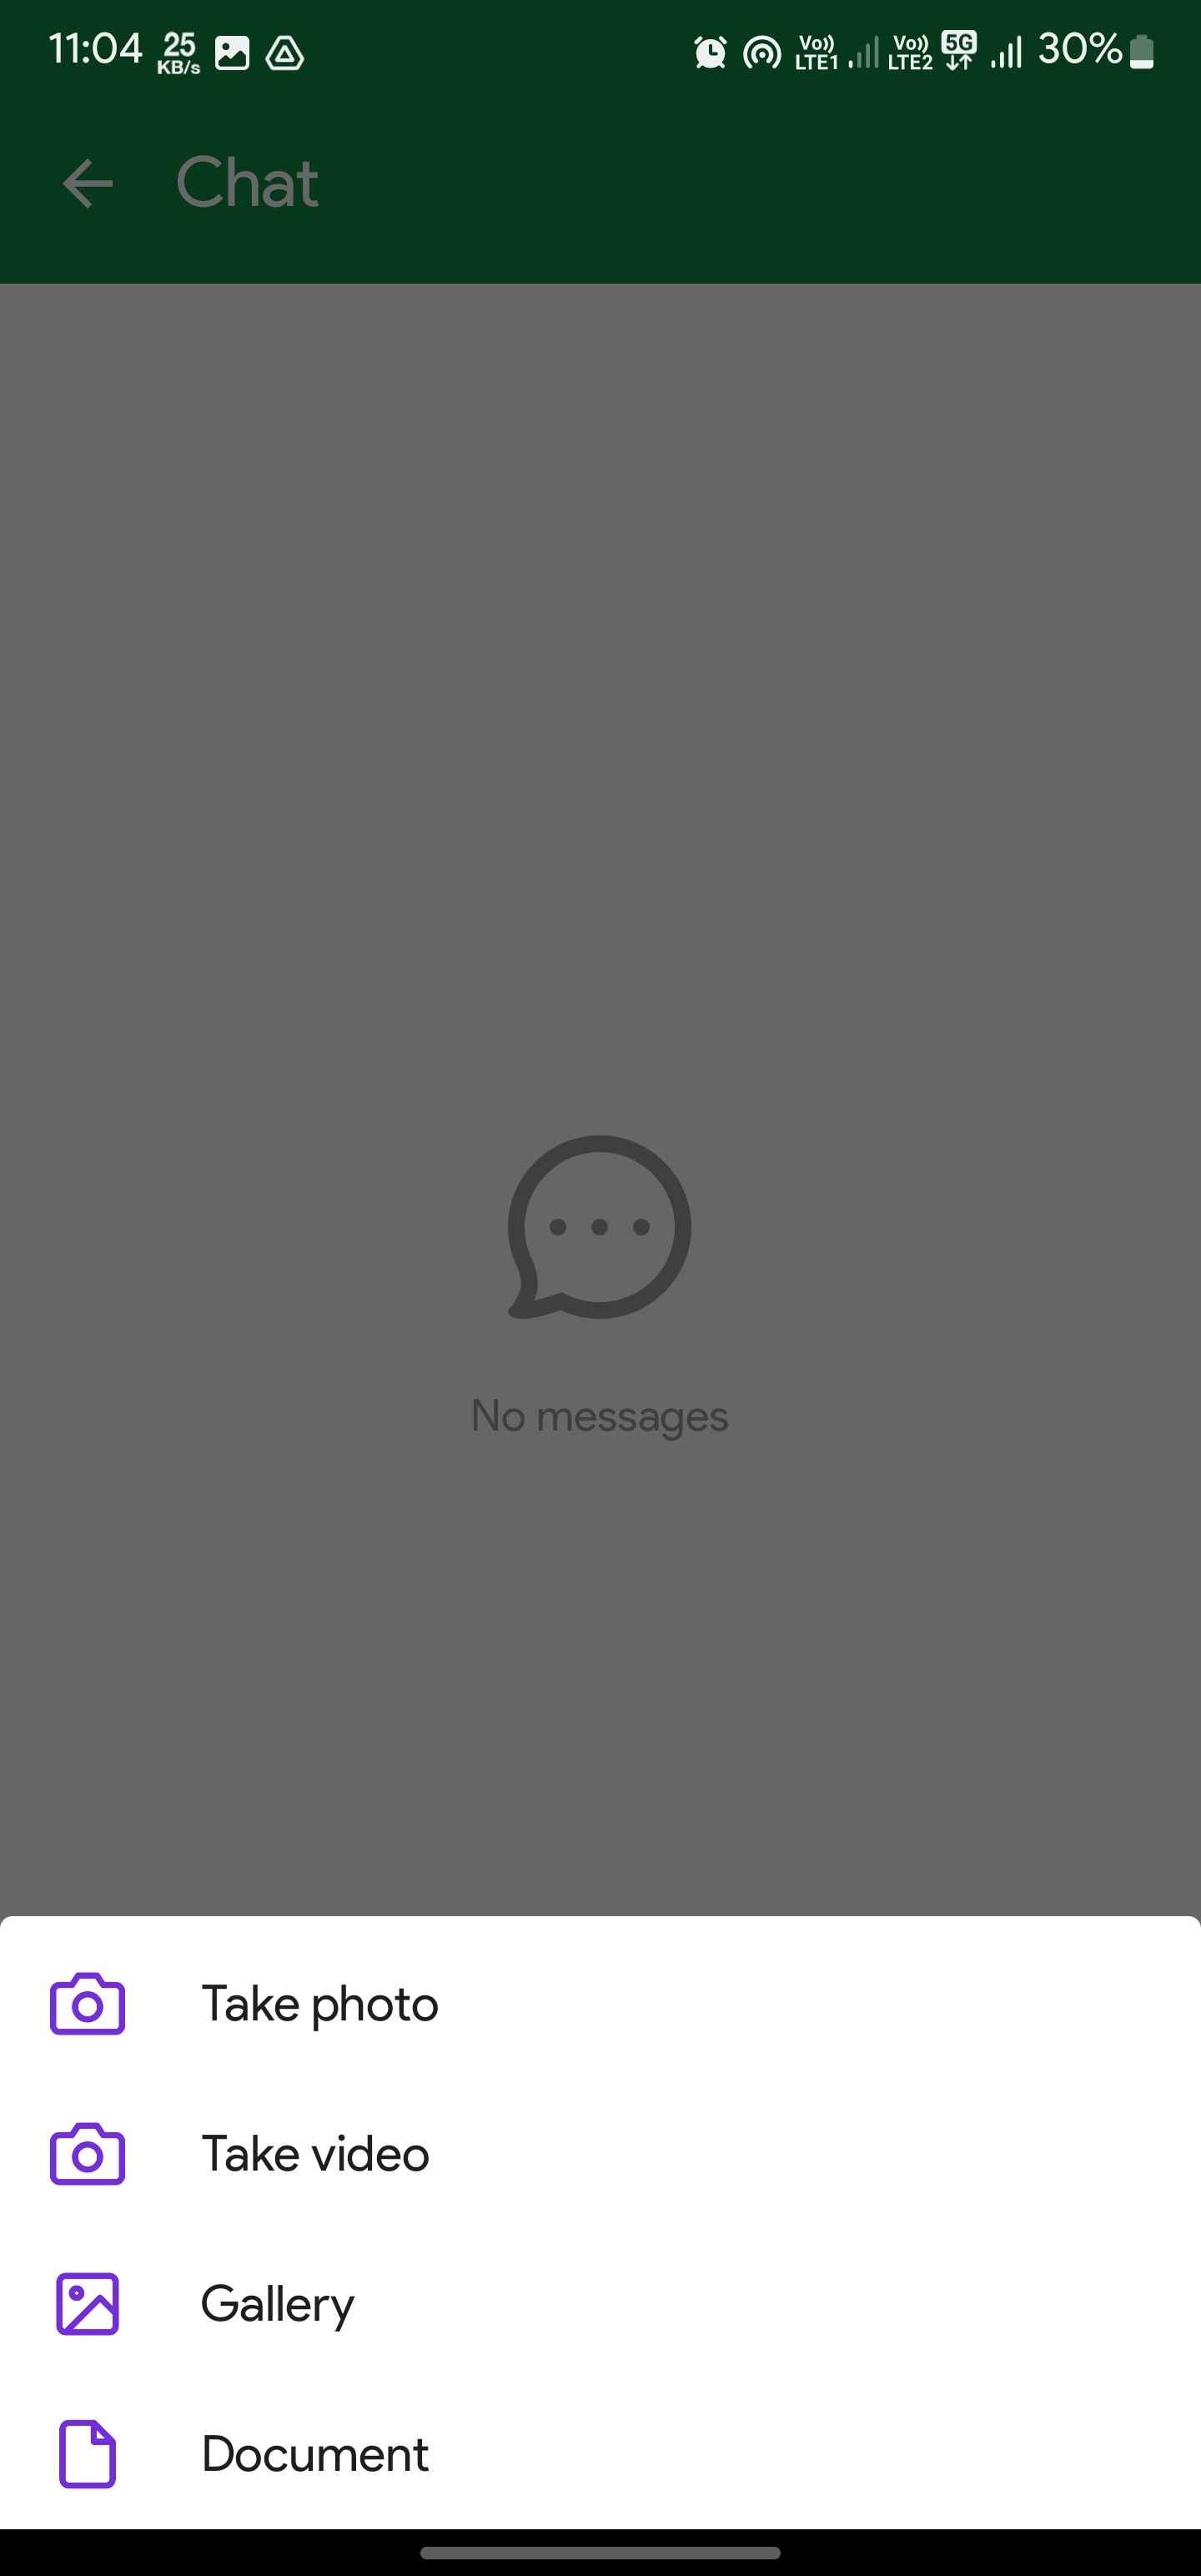 11:04 25 KB/s Vo)) LTE1 Vo)) LTE2 5G 30%
Chat
No messages
Take photo
Take video
Gallery
Document